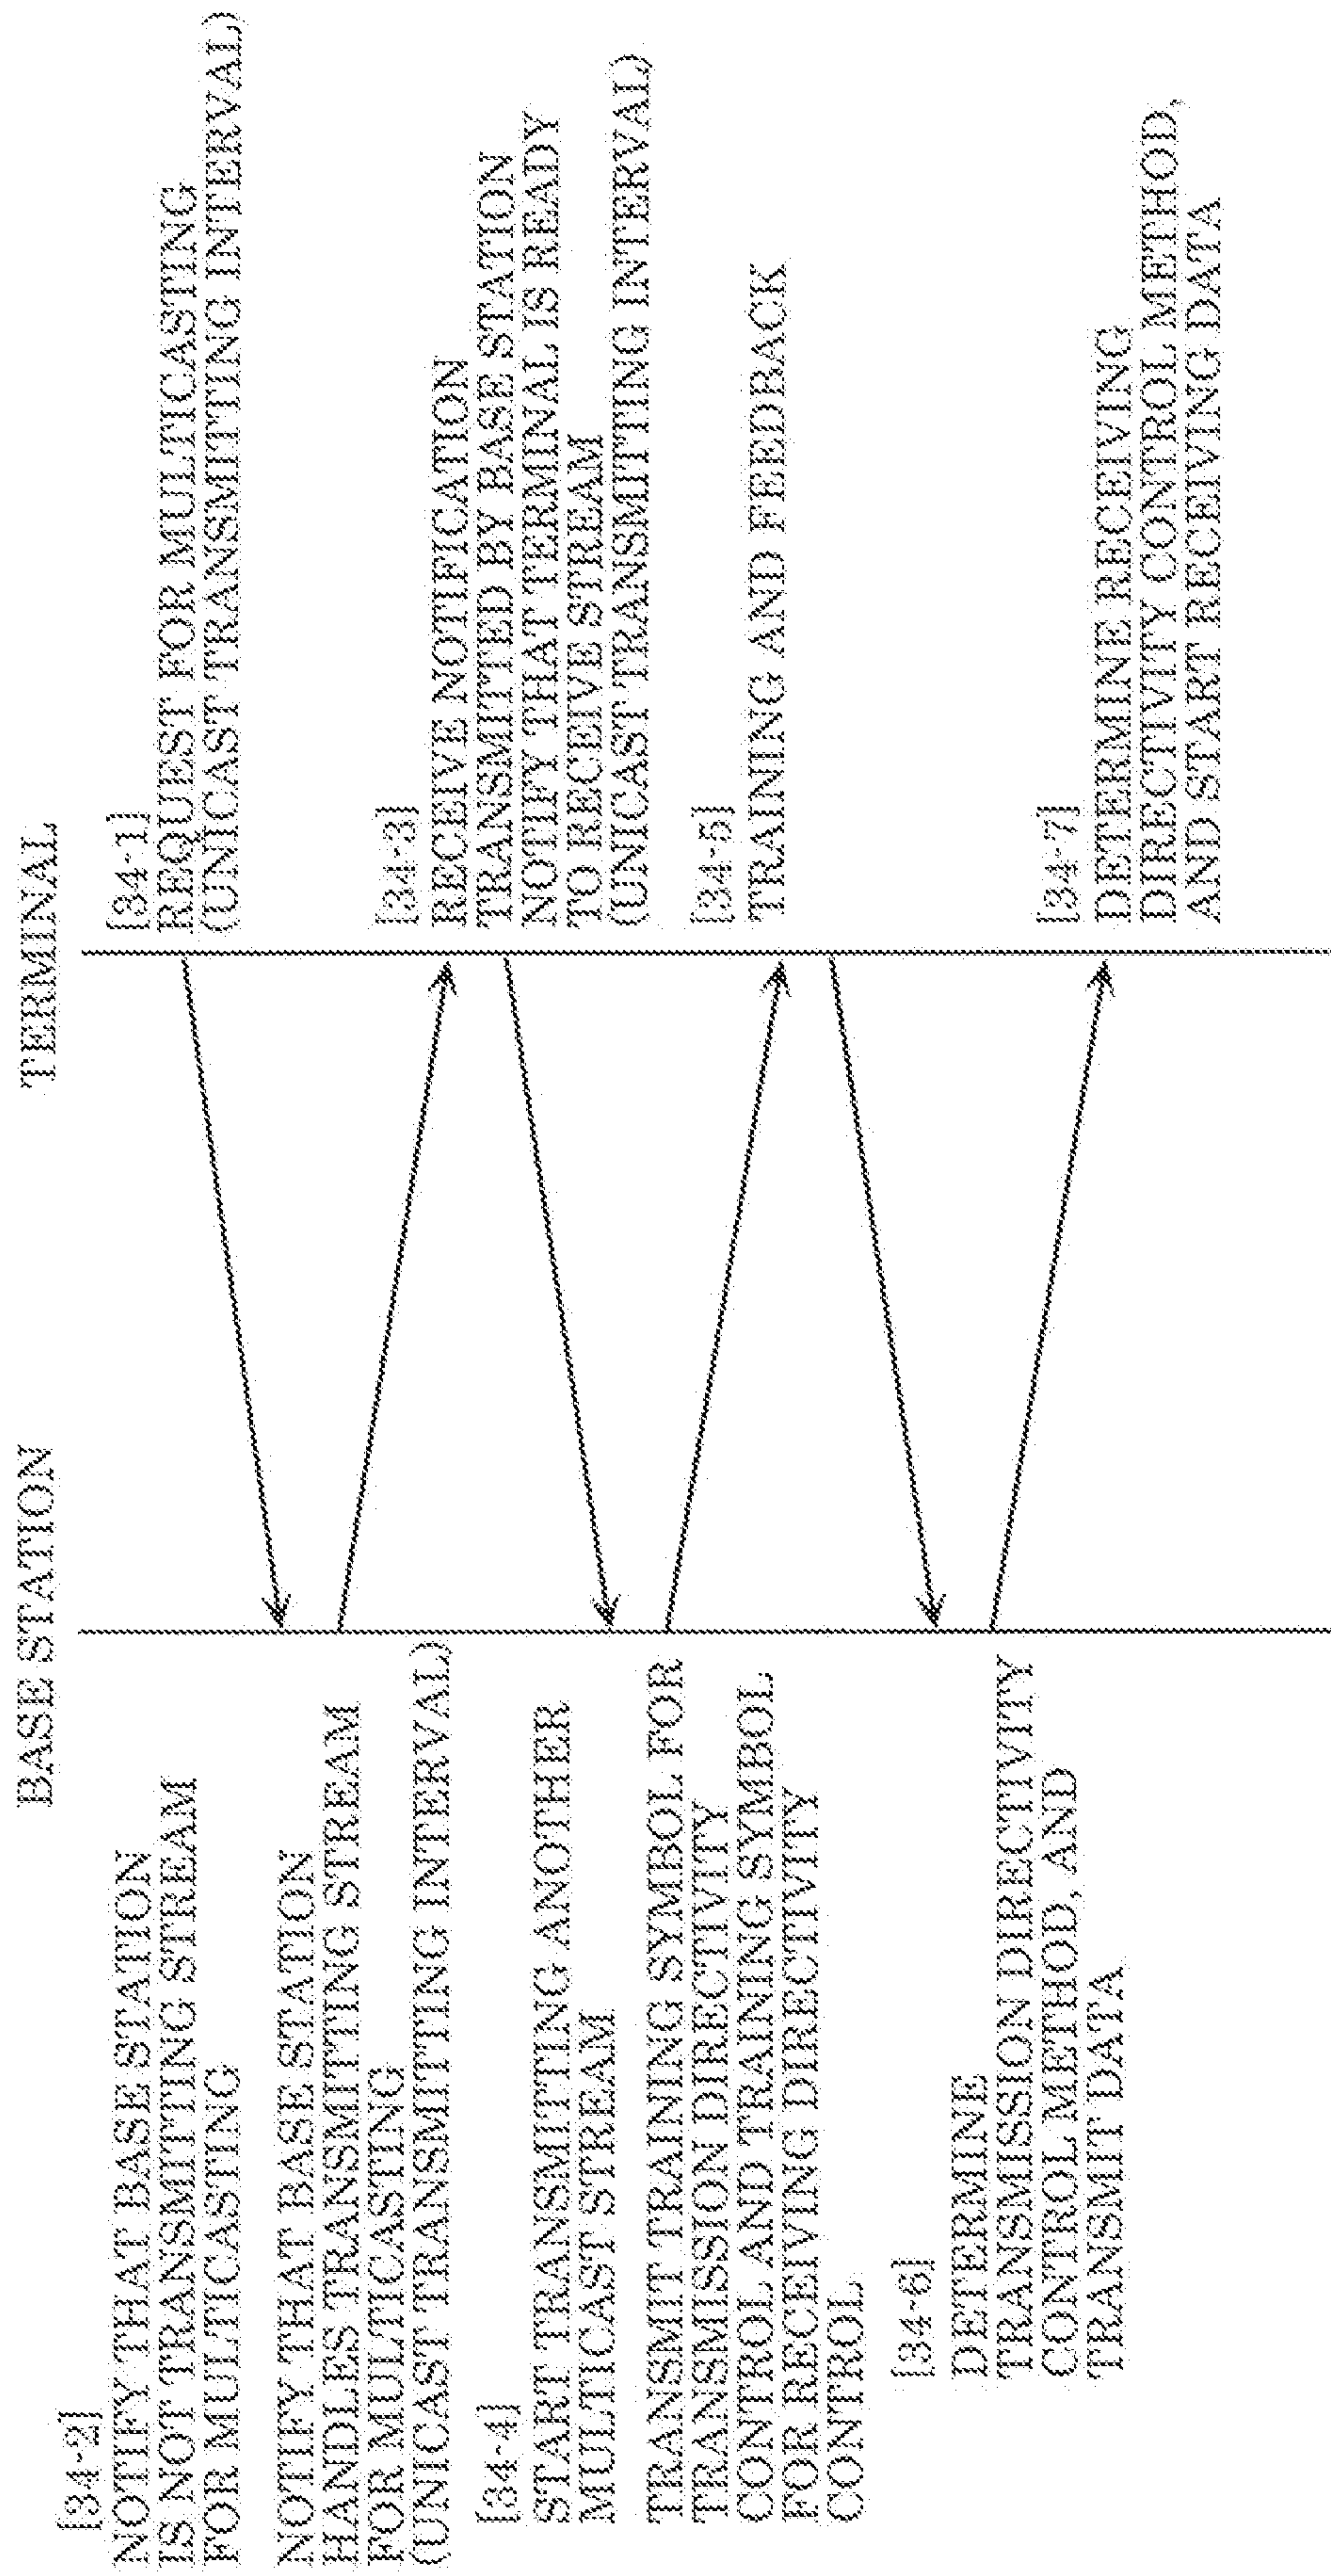 BASE STATION
TERMINAL
[34-1]
REQUEST FOR MULTICASTING
(UNICAST TRANSMITTING INTERVAL)
[34-2]
NOTIFY THAT BASE STATION
IS NOT TRANSMITTING STREAM
FOR MULTICASTING
NOTIFY THAT BASE STATION
HANDLES TRANSMITTING STREAM
FOR MULTICASTING
(UNICAST TRANSMITTING INTERVAL)
[34-3]
RECEIVE NOTIFICATION
TRANSMITTED BY BASE STATION
NOTIFY THAT TERMINAL IS READY
TO RECEIVE STREAM
(UNICAST TRANSMITTING INTERVAL)
[34-4]
START TRANSMITTING ANOTHER
MULTICAST STREAM
TRANSMIT TRAINING SYMBOL FOR
TRANSMISSION DIRECTIVITY
CONTROL AND TRAINING SYMBOL
FOR RECEIVING DIRECTIVITY
CONTROL
[34-5]
TRAINING AND FEEDBACK
[34-6]
DETERMINE
TRANSMISSION DIRECTIVITY
CONTROL METHOD, AND
TRANSMIT DATA
[34-7]
DETERMINE RECEIVING
DIRECTIVITY CONTROL METHOD,
AND START RECEIVING DATA